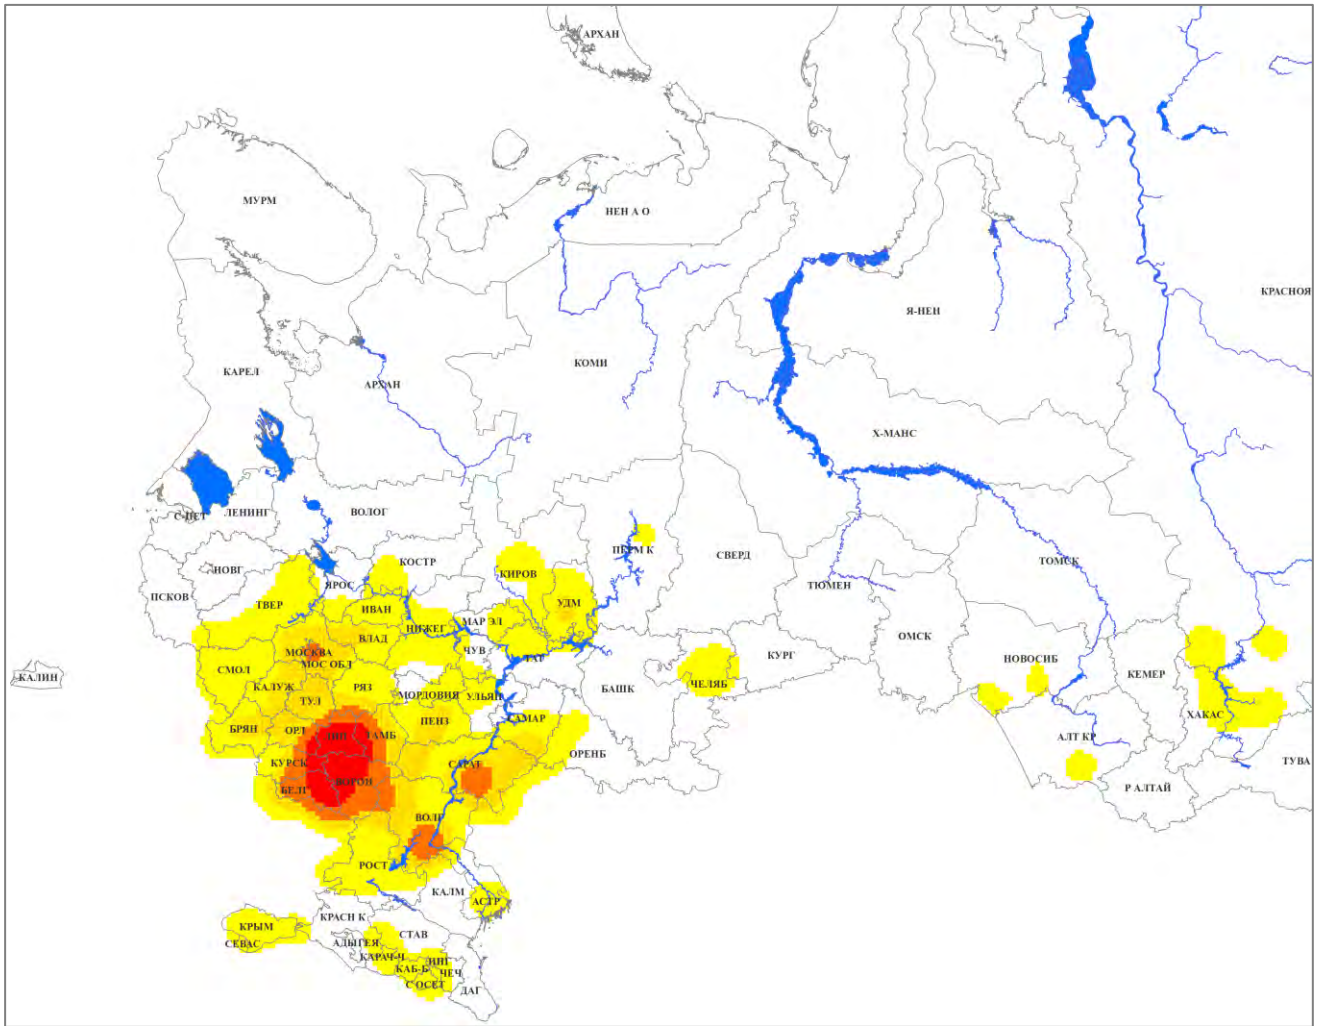 АРХАН
МУРМ
НЕН А О
КРАСНОЯ
Я-НЕН
КОМИ
КАРЕЛ
АРХАН
Х-МАНС
С-ПЕТ
ЛЕНИНГ
ВОЛОГ
ПЕРМ К
СВЕРД
ТОМСК
КОСТР
НОВГ
КИРОВ
ЯРОС
ТЮМЕН
ПСКОВ
ТВЕР
ИВАН
УДМ
МАР ЭЛ
НИЖЕГ
ВЛАД
ОМСК
МОСКВА
ЧУВ
КУРГ
НОВОСИБ
МОС ОБЛ
ТАТ
СМОЛ
КЕМЕР
КАЛИН
КАЛУЖ
РЯЗ
ЧЕЛЯБ
МОРДОВИЯ
УЛЬЯН
БАШК
ТУЛ
ХАКАС
САМАР
ПЕНЗ
БРЯН
ОРЛ
ЛИП
ТАМБ
АЛТ КР
ОРЕНБ
КУРСК
САРАТ
ТУВА
ВОРОН
БЕЛГ
Р АЛТАЙ
ВОЛГ
РОСТ
КАЛМ
АСТР
КРАСН К
КРЫМ
СТАВ
СЕВАС
АДЫГЕЯ
КАРАЧ-Ч
ИНГ
КАБ-Б
ЧЕЧ
С ОСЕТ
ДАГ